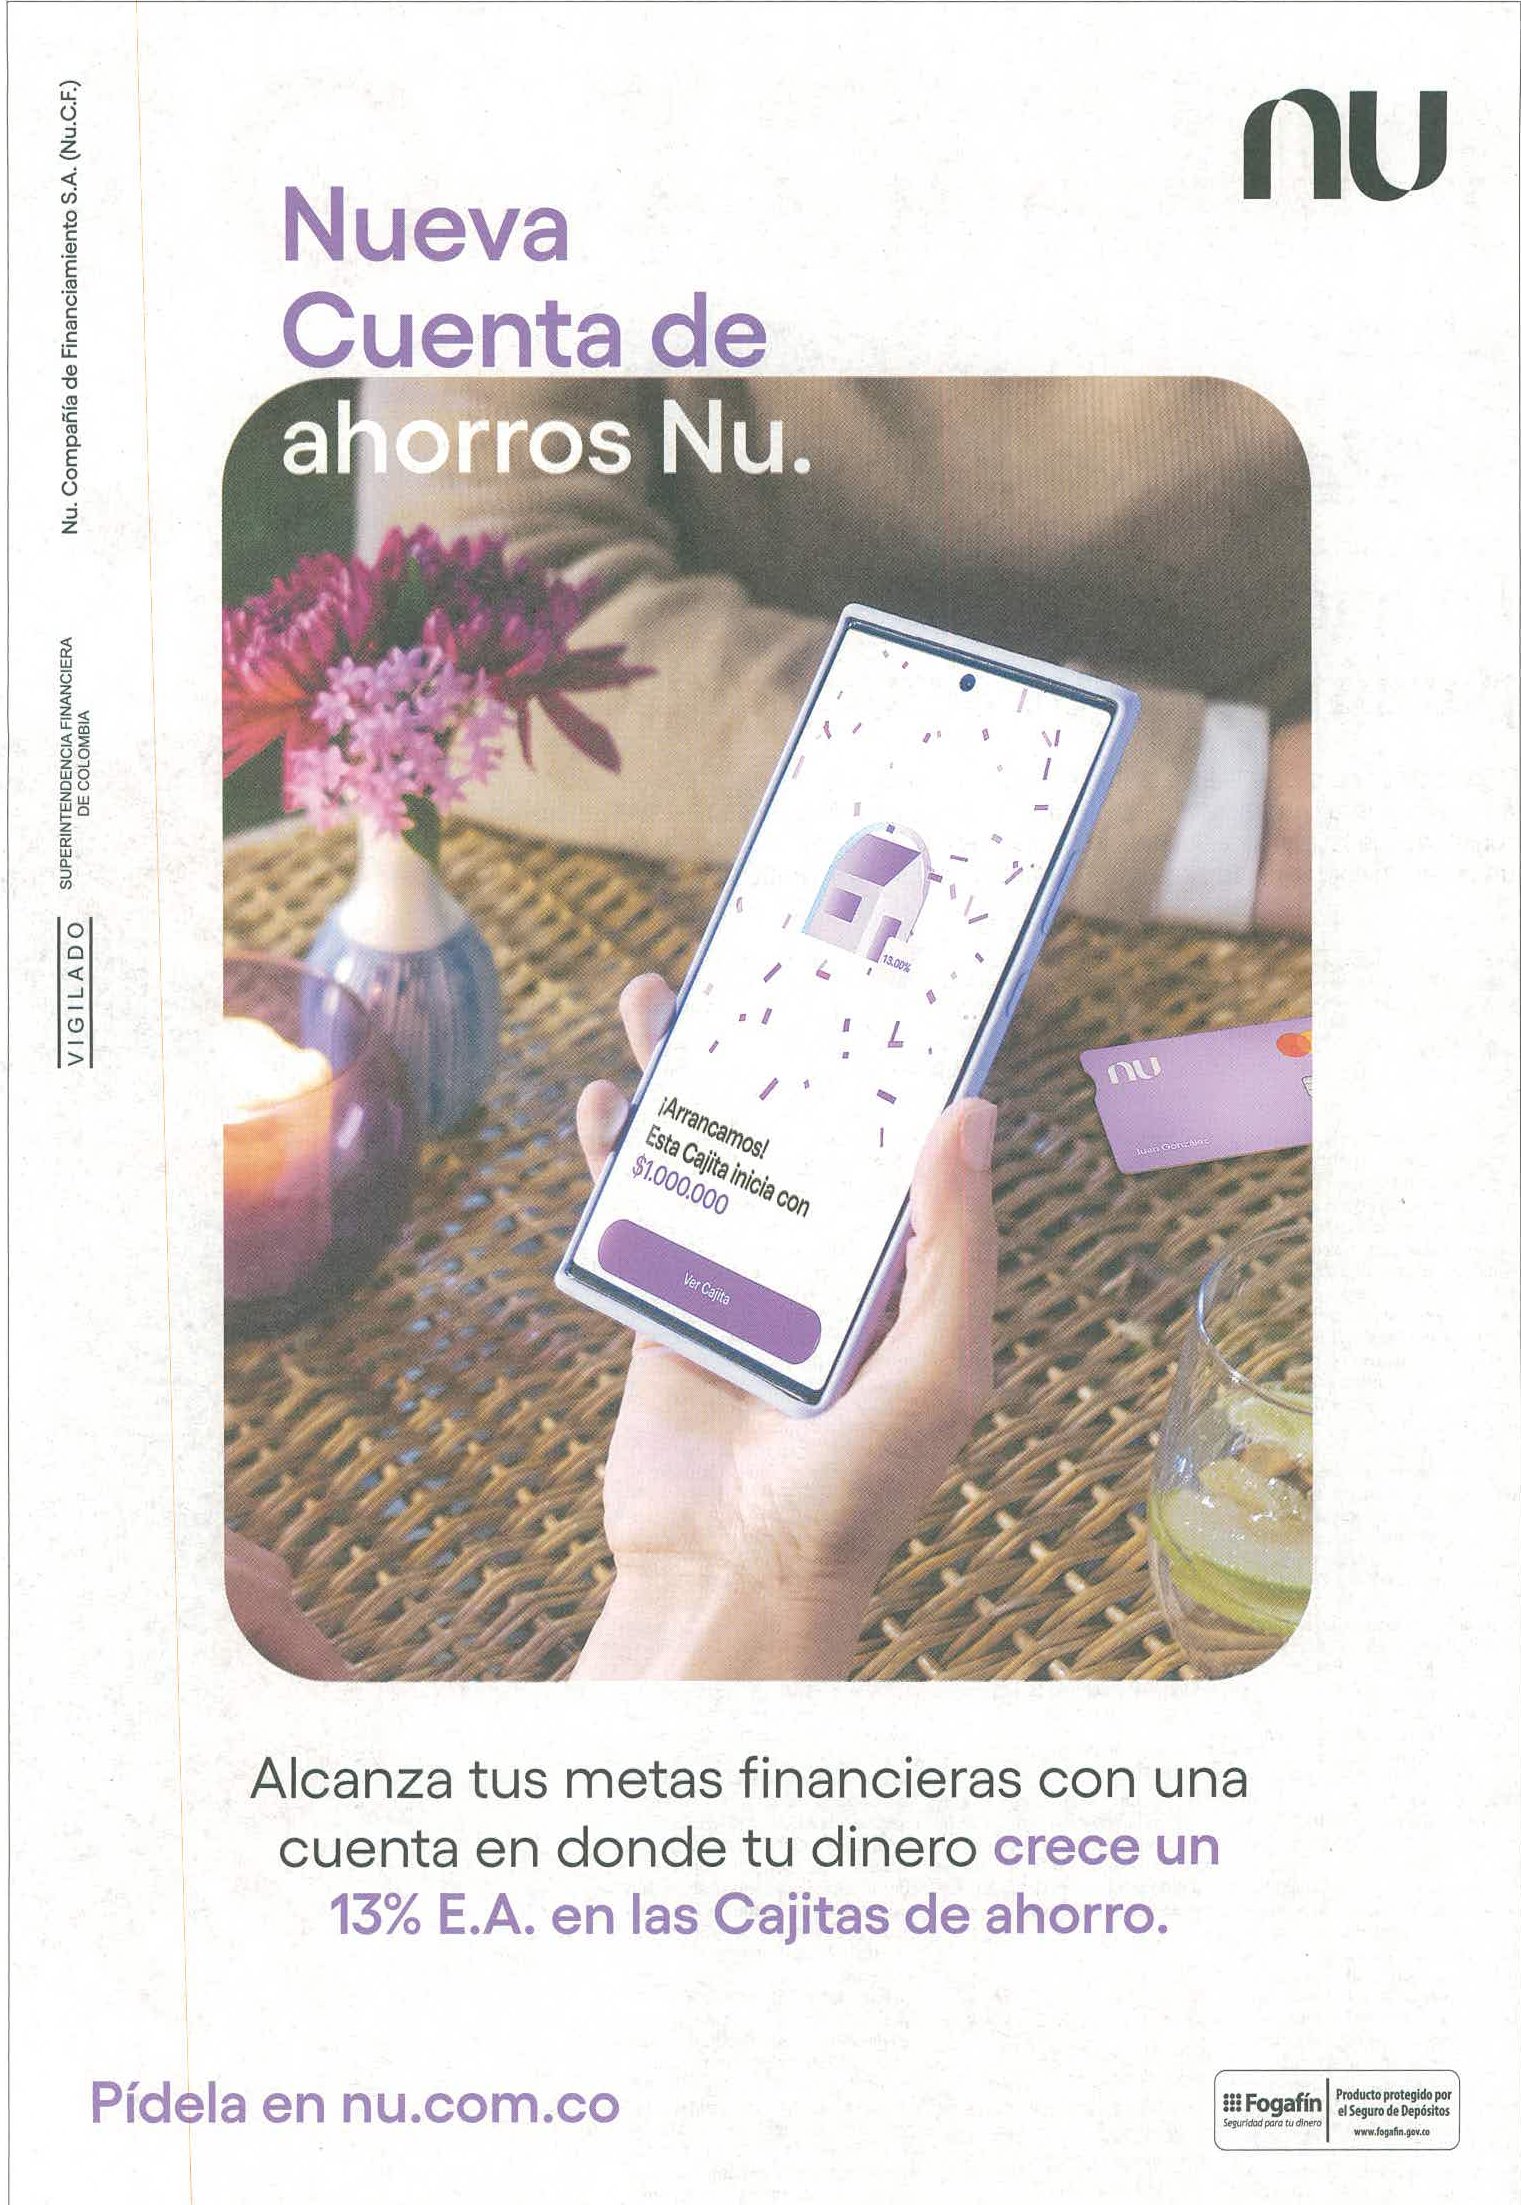 nu
Nueva
Cuenta de
ahorros Nu.
13.00%
¡Arrancamos!
Esta Cajita inicia con
$1.000.000
Ver Cajita
nu
Juan González
Alcanza tus metas financieras con una
cuenta en donde tu dinero crece un
13% E.A. en las Cajitas de ahorro.
Pídela en nu.com.co
Fogafín
Seguridad para tu dinero
Producto protegido por
el Seguro de Depósitos
www.fogafin.gov.co
VIGILADO
SUPERINTENDENCIA FINANCIERA
DE COLOMBIA
Nu. Compañía de Financiamiento S.A. (Nu.C.F.)